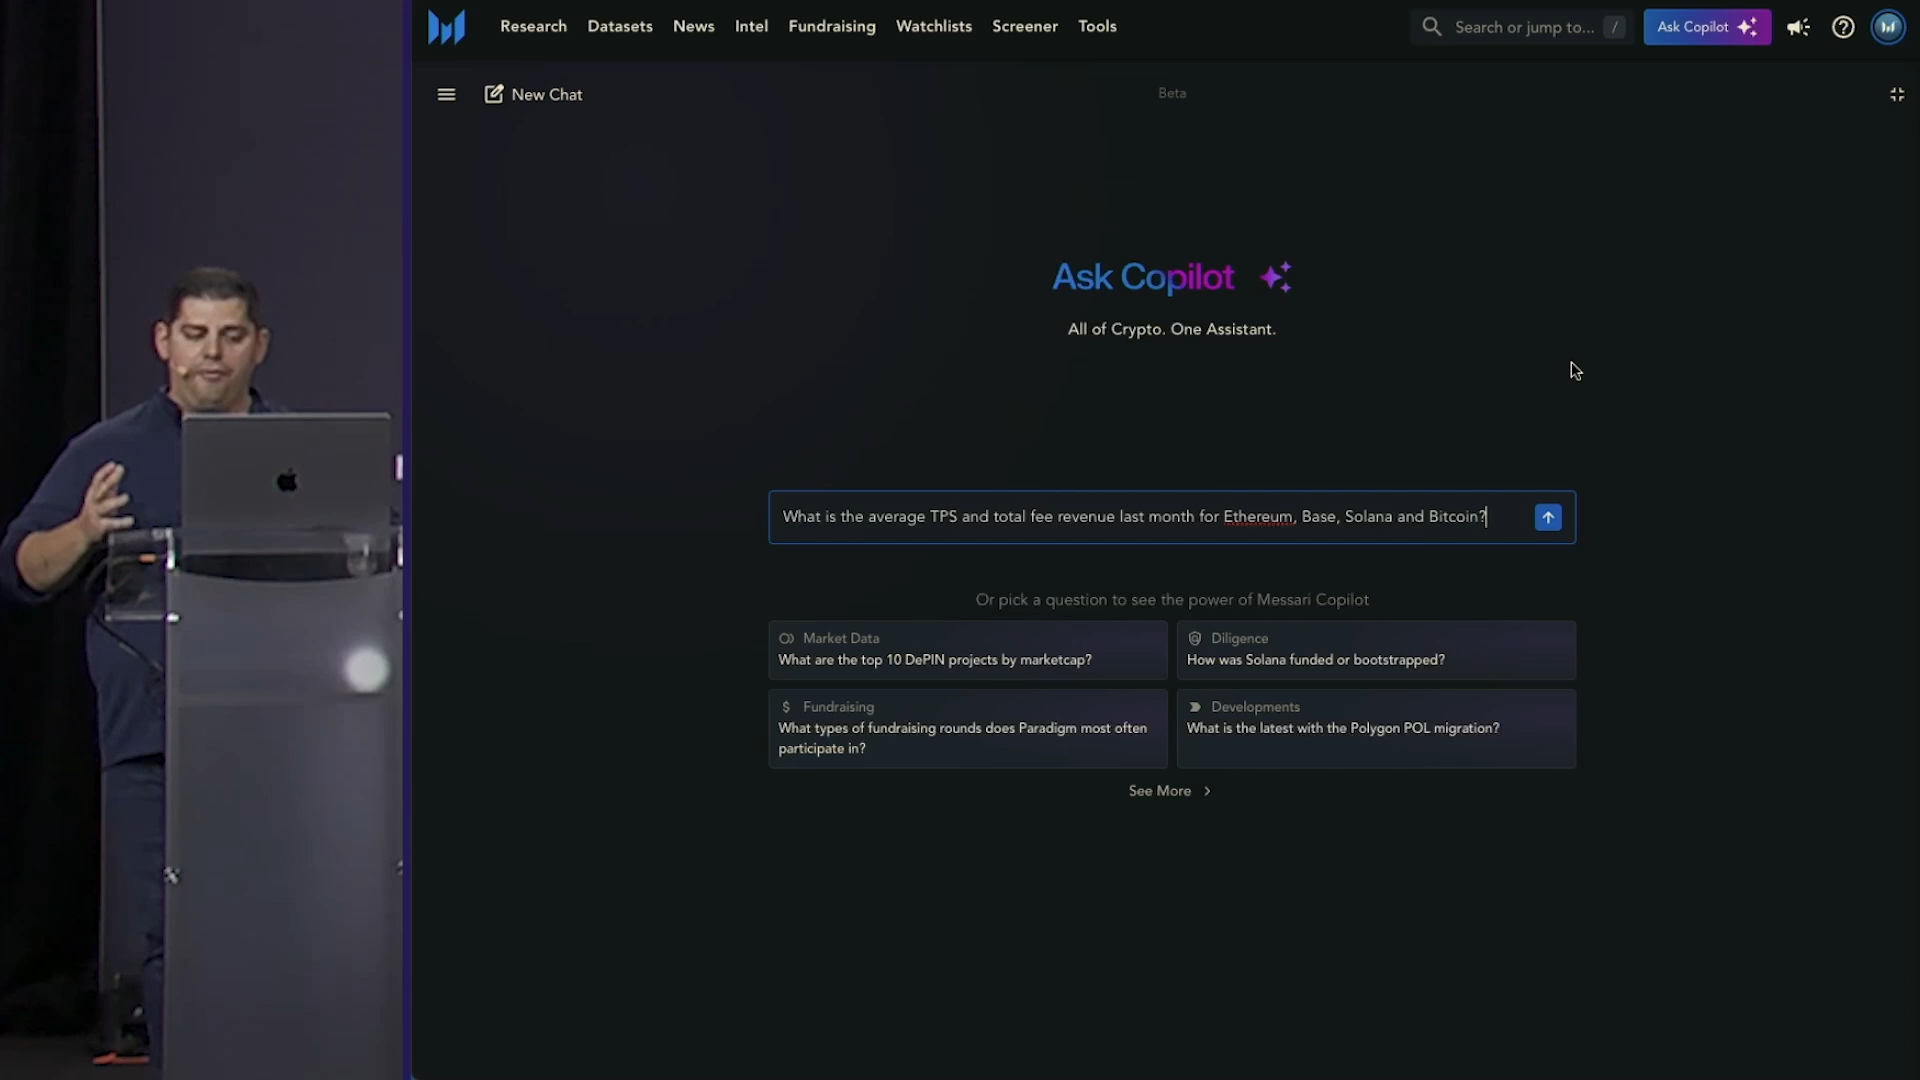 Research Datasets News Intel Fundraising Watchlists Screener Tools
Search or jump to... /
Ask Copilot
New Chat
Beta
Ask Copilot
All of Crypto. One Assistant.
What is the average TPS and total fee revenue last month for Ethereum, Base, Solana and Bitcoin?
Or pick a question to see the power of Messari Copilot
Market Data
What are the top 10 DePIN projects by marketcap?
Diligence
How was Solana funded or bootstrapped?
Fundraising
What types of fundraising rounds does Paradigm most often
participate in?
Developments
What is the latest with the Polygon POL migration?
See More